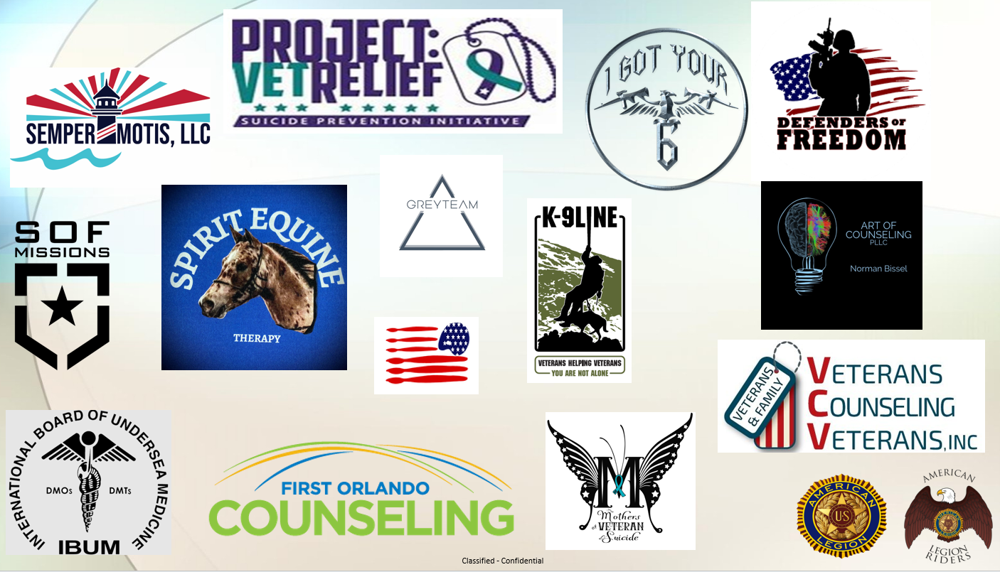 PROJECT:
VETRELIEF
SUICIDE PREVENTION INITIATIVE
SEMPER MOTIS, LLC
I GOT YOUR
6
DEFENDERS OF
FREEDOM
SOF
MISSIONS
SPIRIT EQUINE
THERAPY
GREYTEAM
K-9LINE
VETERANS HELPING VETERANS
YOU ARE NOT ALONE
ART OF
COUNSELING
PLLC
Norman Bissel
VETERANS
& FAMILY
VETERANS
COUNSELING
VETERANS, INC
INTERNATIONAL BOARD OF UNDERSEA MEDICINE
DMOs DMTs
IBUM
FIRST ORLANDO
COUNSELING
M
The
Mothers
of VETERAN
Suicide
AMERICAN
US
LEGION
AMERICAN
LEGION
RIDERS
Classified - Confidential